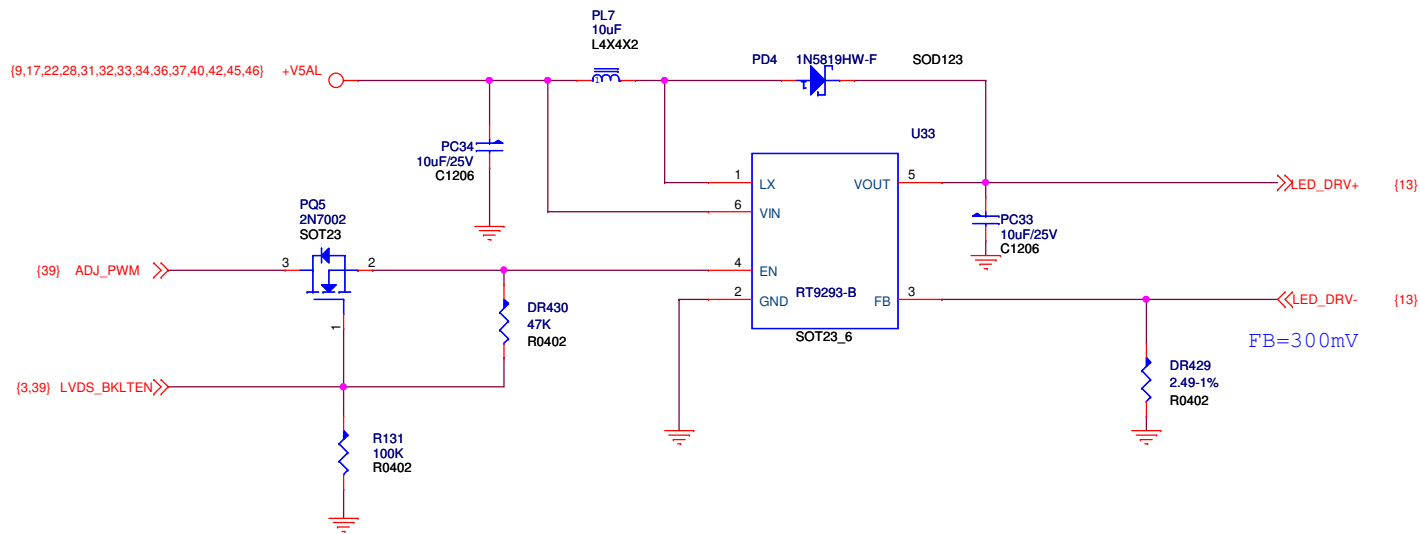 PL7
10uF
L4X4X2
{9,17,22,28,31,32,33,34,36,37,40,42,45,46} +V5AL
1
PD4 1N5819HW-F SOD123
PC34
10uF/25V
C1206
U33
1 LX
6 VIN
4 EN
2 GND
VOUT 5
FB 3
RT9293-B
SOT23_6
LED_DRV+ {13}
PC33
10uF/25V
C1206
PQ5
2N7002
SOT23
{39} ADJ_PWM
3
2
1
DR430
47K
R0402
LED_DRV- {13}
FB=300mV
DR429
2.49-1%
R0402
{3,39} LVDS_BKLTEN
R131
100K
R0402